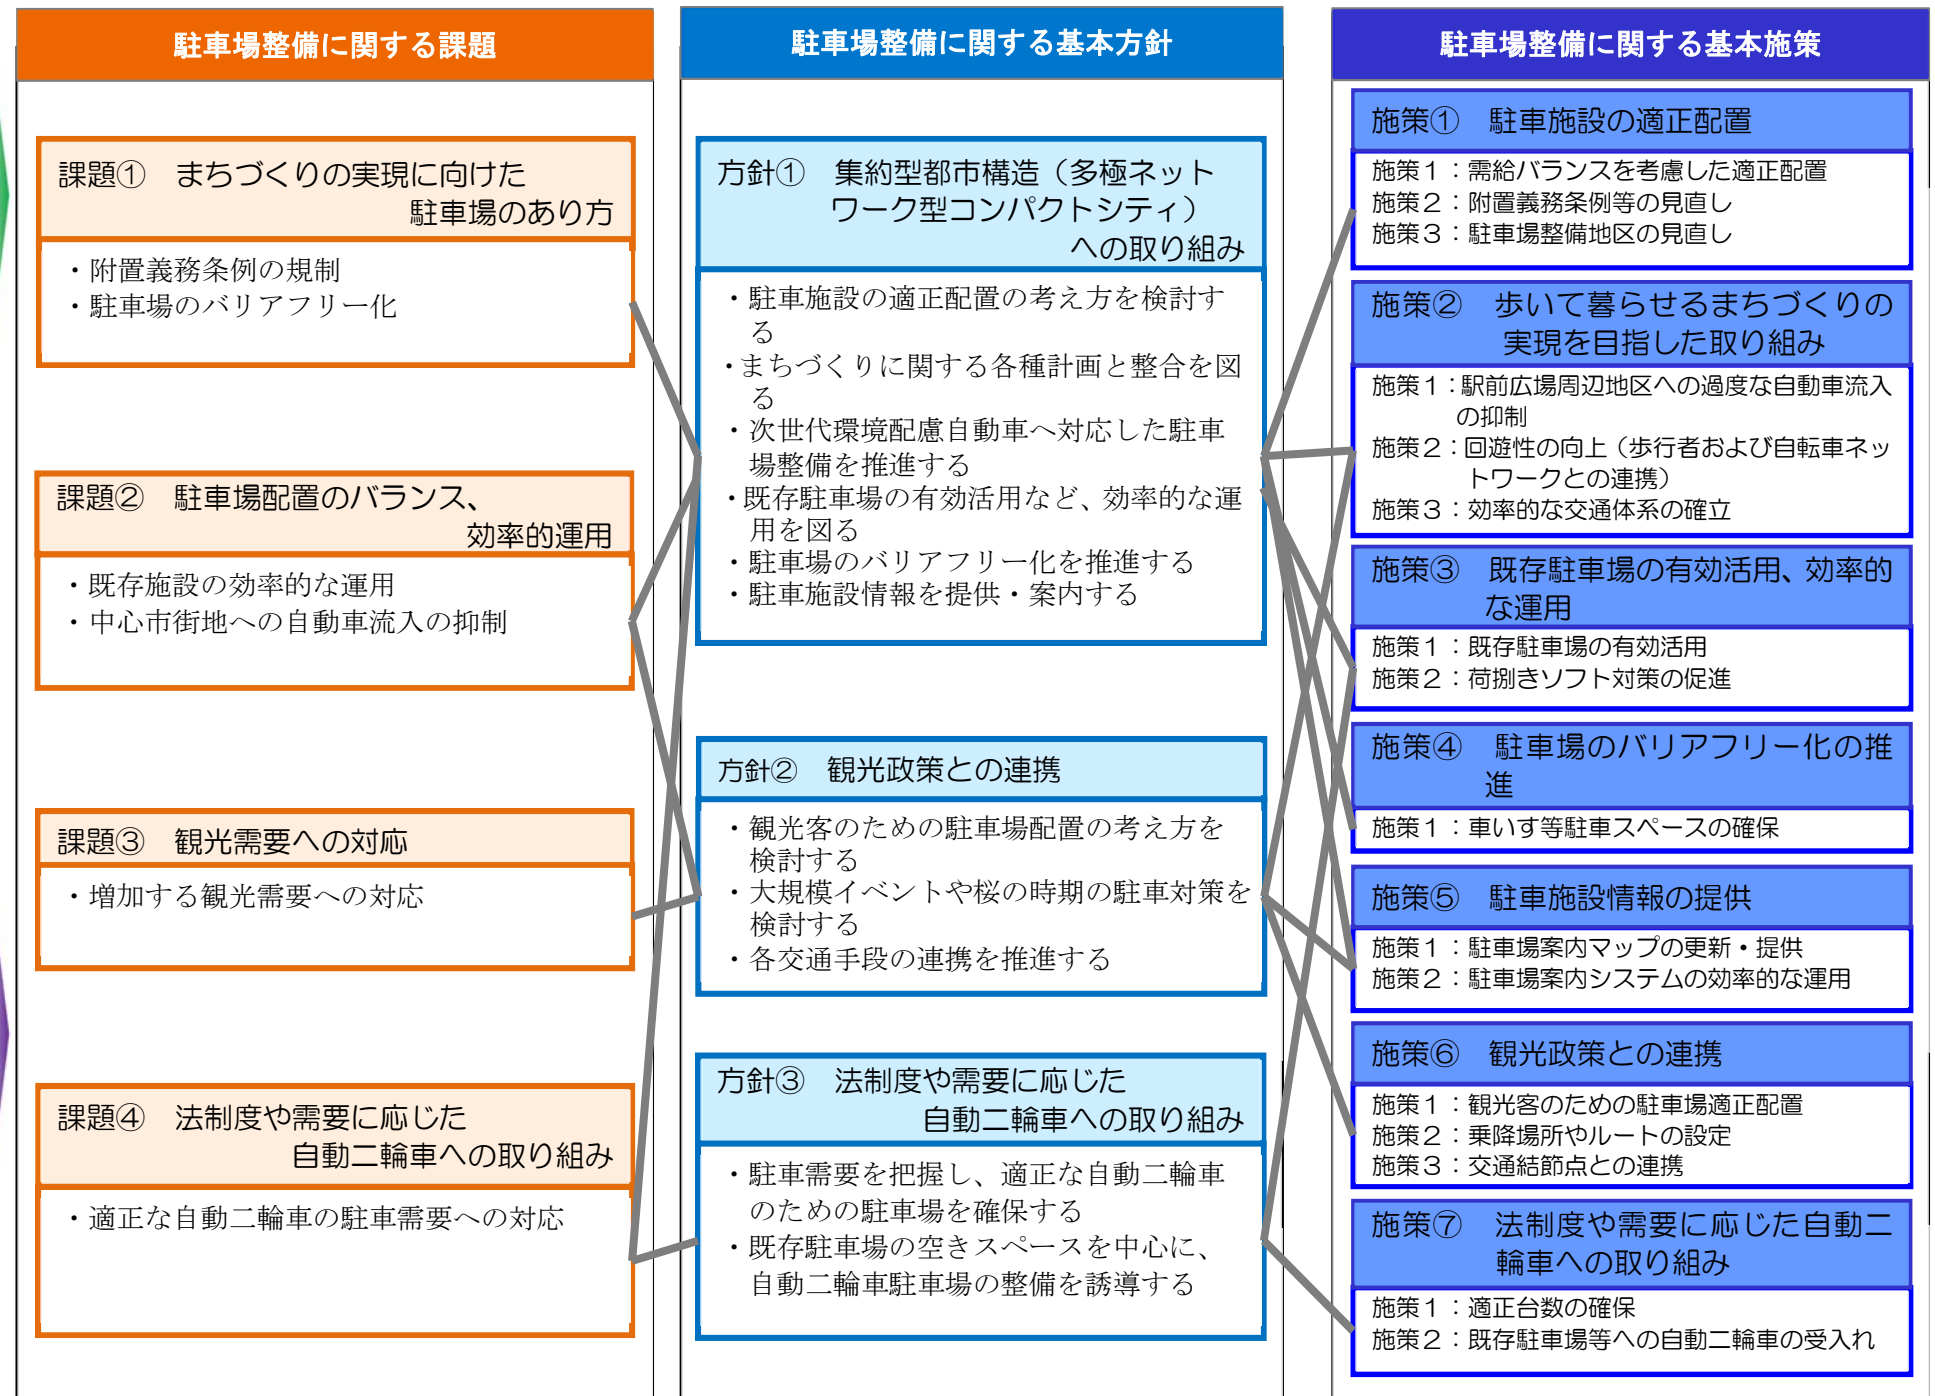 駐車場整備に関する課題
課題① まちづくりの実現に向けた
駐車場のあり方
・附置義務条例の規制
・駐車場のバリアフリー化
課題② 駐車場配置のバランス、
効率的運用
・既存施設の効率的な運用
・中心市街地への自動車流入の抑制
課題③ 観光需要への対応
・増加する観光需要への対応
課題④ 法制度や需要に応じた
自動二輪車への取り組み
・適正な自動二輪車の駐車需要への対応
駐車場整備に関する基本方針
方針① 集約型都市構造（多極ネット
ワーク型コンパクトシティ）
への取り組み
・駐車施設の適正配置の考え方を検討す
る
・まちづくりに関する各種計画と整合を図
る
・次世代環境配慮自動車へ対応した駐車
場整備を推進する
・既存駐車場の有効活用など、効率的な運
用を図る
・駐車場のバリアフリー化を推進する
・駐車施設情報を提供・案内する
方針② 観光政策との連携
・観光客のための駐車場配置の考え方を
検討する
・大規模イベントや桜の時期の駐車対策を
検討する
・各交通手段の連携を推進する
方針③ 法制度や需要に応じた
自動二輪車への取り組み
・駐車需要を把握し、適正な自動二輪車
のための駐車場を確保する
・既存駐車場の空きスペースを中心に、
自動二輪車駐車場の整備を誘導する
駐車場整備に関する基本施策
施策① 駐車施設の適正配置
施策１：需給バランスを考慮した適正配置
施策２：附置義務条例等の見直し
施策３：駐車場整備地区の見直し
施策② 歩いて暮らせるまちづくりの
実現を目指した取り組み
施策１：駅前広場周辺地区への過度な自動車流入
の抑制
施策２：回遊性の向上（歩行者および自転車ネッ
トワークとの連携）
施策３：効率的な交通体系の確立
施策③ 既存駐車場の有効活用、効率的
な運用
施策１：既存駐車場の有効活用
施策２：荷捌きソフト対策の促進
施策④ 駐車場のバリアフリー化の推
進
施策１：車いす等駐車スペースの確保
施策⑤ 駐車施設情報の提供
施策１：駐車場案内マップの更新・提供
施策２：駐車場案内システムの効率的な運用
施策⑥ 観光政策との連携
施策１：観光客のための駐車場適正配置
施策２：乗降場所やルートの設定
施策３：交通結節点との連携
施策⑦ 法制度や需要に応じた自動二
輪車への取り組み
施策１：適正台数の確保
施策２：既存駐車場等への自動二輪車の受入れ